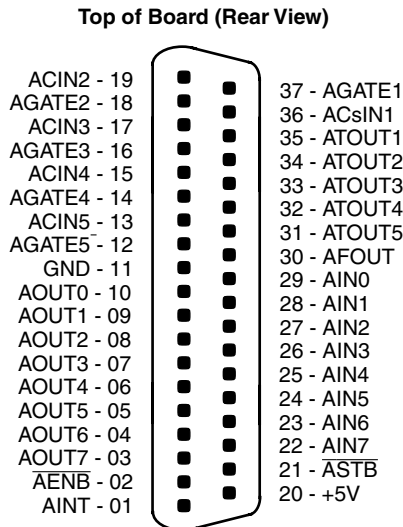 Top of Board (Rear View)
ACIN2 - 19
AGATE2 - 18
ACIN3 - 17
AGATE3 - 16
ACIN4 - 15
AGATE4 - 14
ACIN5 - 13
AGATE5 - 12
GND - 11
AOUT0 - 10
AOUT1 - 09
AOUT2 - 08
AOUT3 - 07
AOUT4 - 06
AOUT5 - 05
AOUT6 - 04
AOUT7 - 03
A̅E̅N̅B̅ - 02
AINT - 01
37 - AGATE1
36 - ACsIN1
35 - ATOUT1
34 - ATOUT2
33 - ATOUT3
32 - ATOUT4
31 - ATOUT5
30 - AFOUT
29 - AIN0
28 - AIN1
27 - AIN2
26 - AIN3
25 - AIN4
24 - AIN5
23 - AIN6
22 - AIN7
21 - A̅S̅T̅B̅
20 - +5V